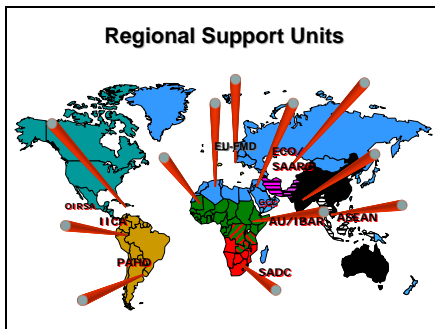 Regional Support Units
EU-FMD
ECO/
SAARC
OIRSA
GCC
IICA
AU/IBAR
ASEAN
PAHO
SADC